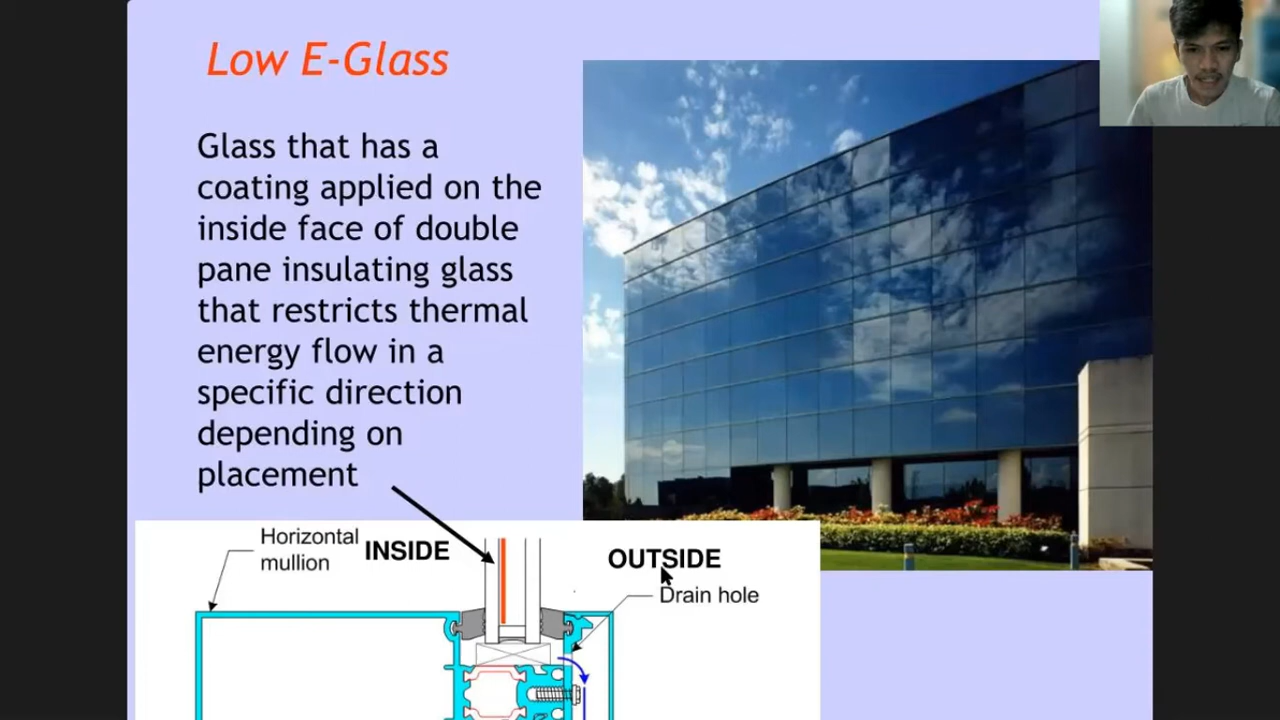 Low E-Glass
Glass that has a
coating applied on the
inside face of double
pane insulating glass
that restricts thermal
energy flow in a
specific direction
depending on
placement
Horizontal
mullion
INSIDE
OUTSIDE
Drain hole